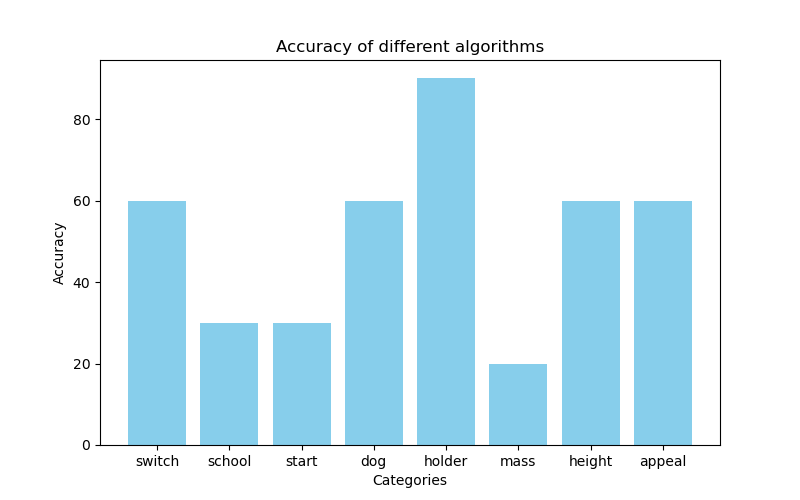 Accuracy of different algorithms
Accuracy
80
60
40
20
0
switch school start dog holder mass height appeal
Categories